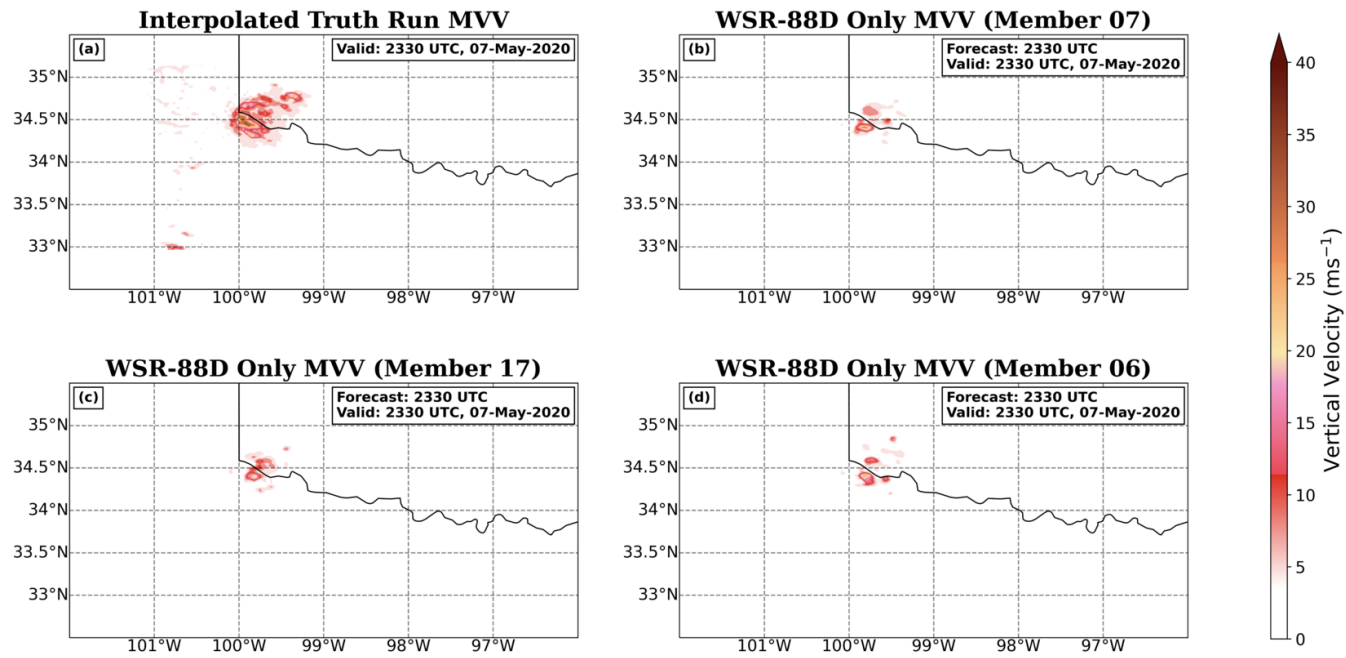 Interpolated Truth Run MVV
(a)
Valid: 2330 UTC, 07-May-2020
35°N
34.5°N
34°N
33.5°N
33°N
101°W 100°W 99°W 98°W 97°W
WSR-88D Only MVV (Member 07)
(b)
Forecast: 2330 UTC
Valid: 2330 UTC, 07-May-2020
35°N
34.5°N
34°N
33.5°N
33°N
101°W 100°W 99°W 98°W 97°W
WSR-88D Only MVV (Member 17)
(c)
Forecast: 2330 UTC
Valid: 2330 UTC, 07-May-2020
35°N
34.5°N
34°N
33.5°N
33°N
101°W 100°W 99°W 98°W 97°W
WSR-88D Only MVV (Member 06)
(d)
Forecast: 2330 UTC
Valid: 2330 UTC, 07-May-2020
35°N
34.5°N
34°N
33.5°N
33°N
101°W 100°W 99°W 98°W 97°W
40
35
30
25
20
15
10
5
0
Vertical Velocity (ms⁻¹)